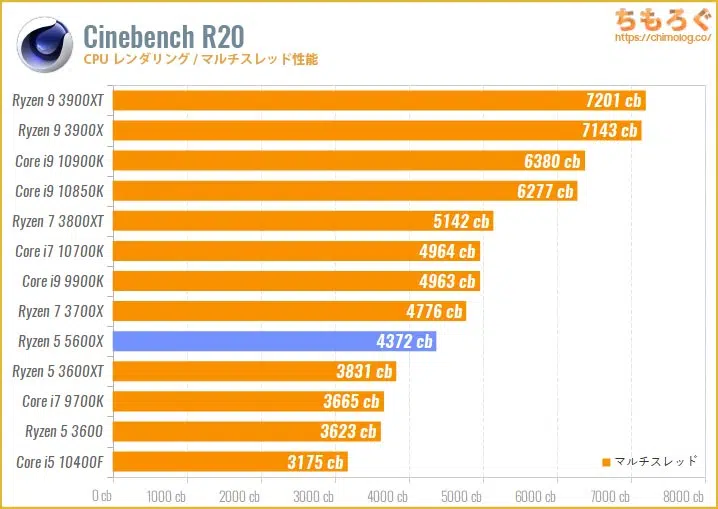 Cinebench R20
CPU レンダリング / マルチスレッド性能
ちもろぐ
https://chimolog.co/
Ryzen 9 3900XT 7201 cb
Ryzen 9 3900X 7143 cb
Core i9 10900K 6380 cb
Core i9 10850K 6277 cb
Ryzen 7 3800XT 5142 cb
Core i7 10700K 4964 cb
Core i9 9900K 4963 cb
Ryzen 7 3700X 4776 cb
Ryzen 5 5600X 4372 cb
Ryzen 5 3600XT 3831 cb
Core i7 9700K 3665 cb
Ryzen 5 3600 3623 cb
Core i5 10400F 3175 cb
マルチスレッド
0 cb 1000 cb 2000 cb 3000 cb 4000 cb 5000 cb 6000 cb 7000 cb 8000 cb